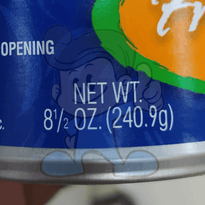 OPENING
NET WT.
8½ OZ. (240.9g)
C.